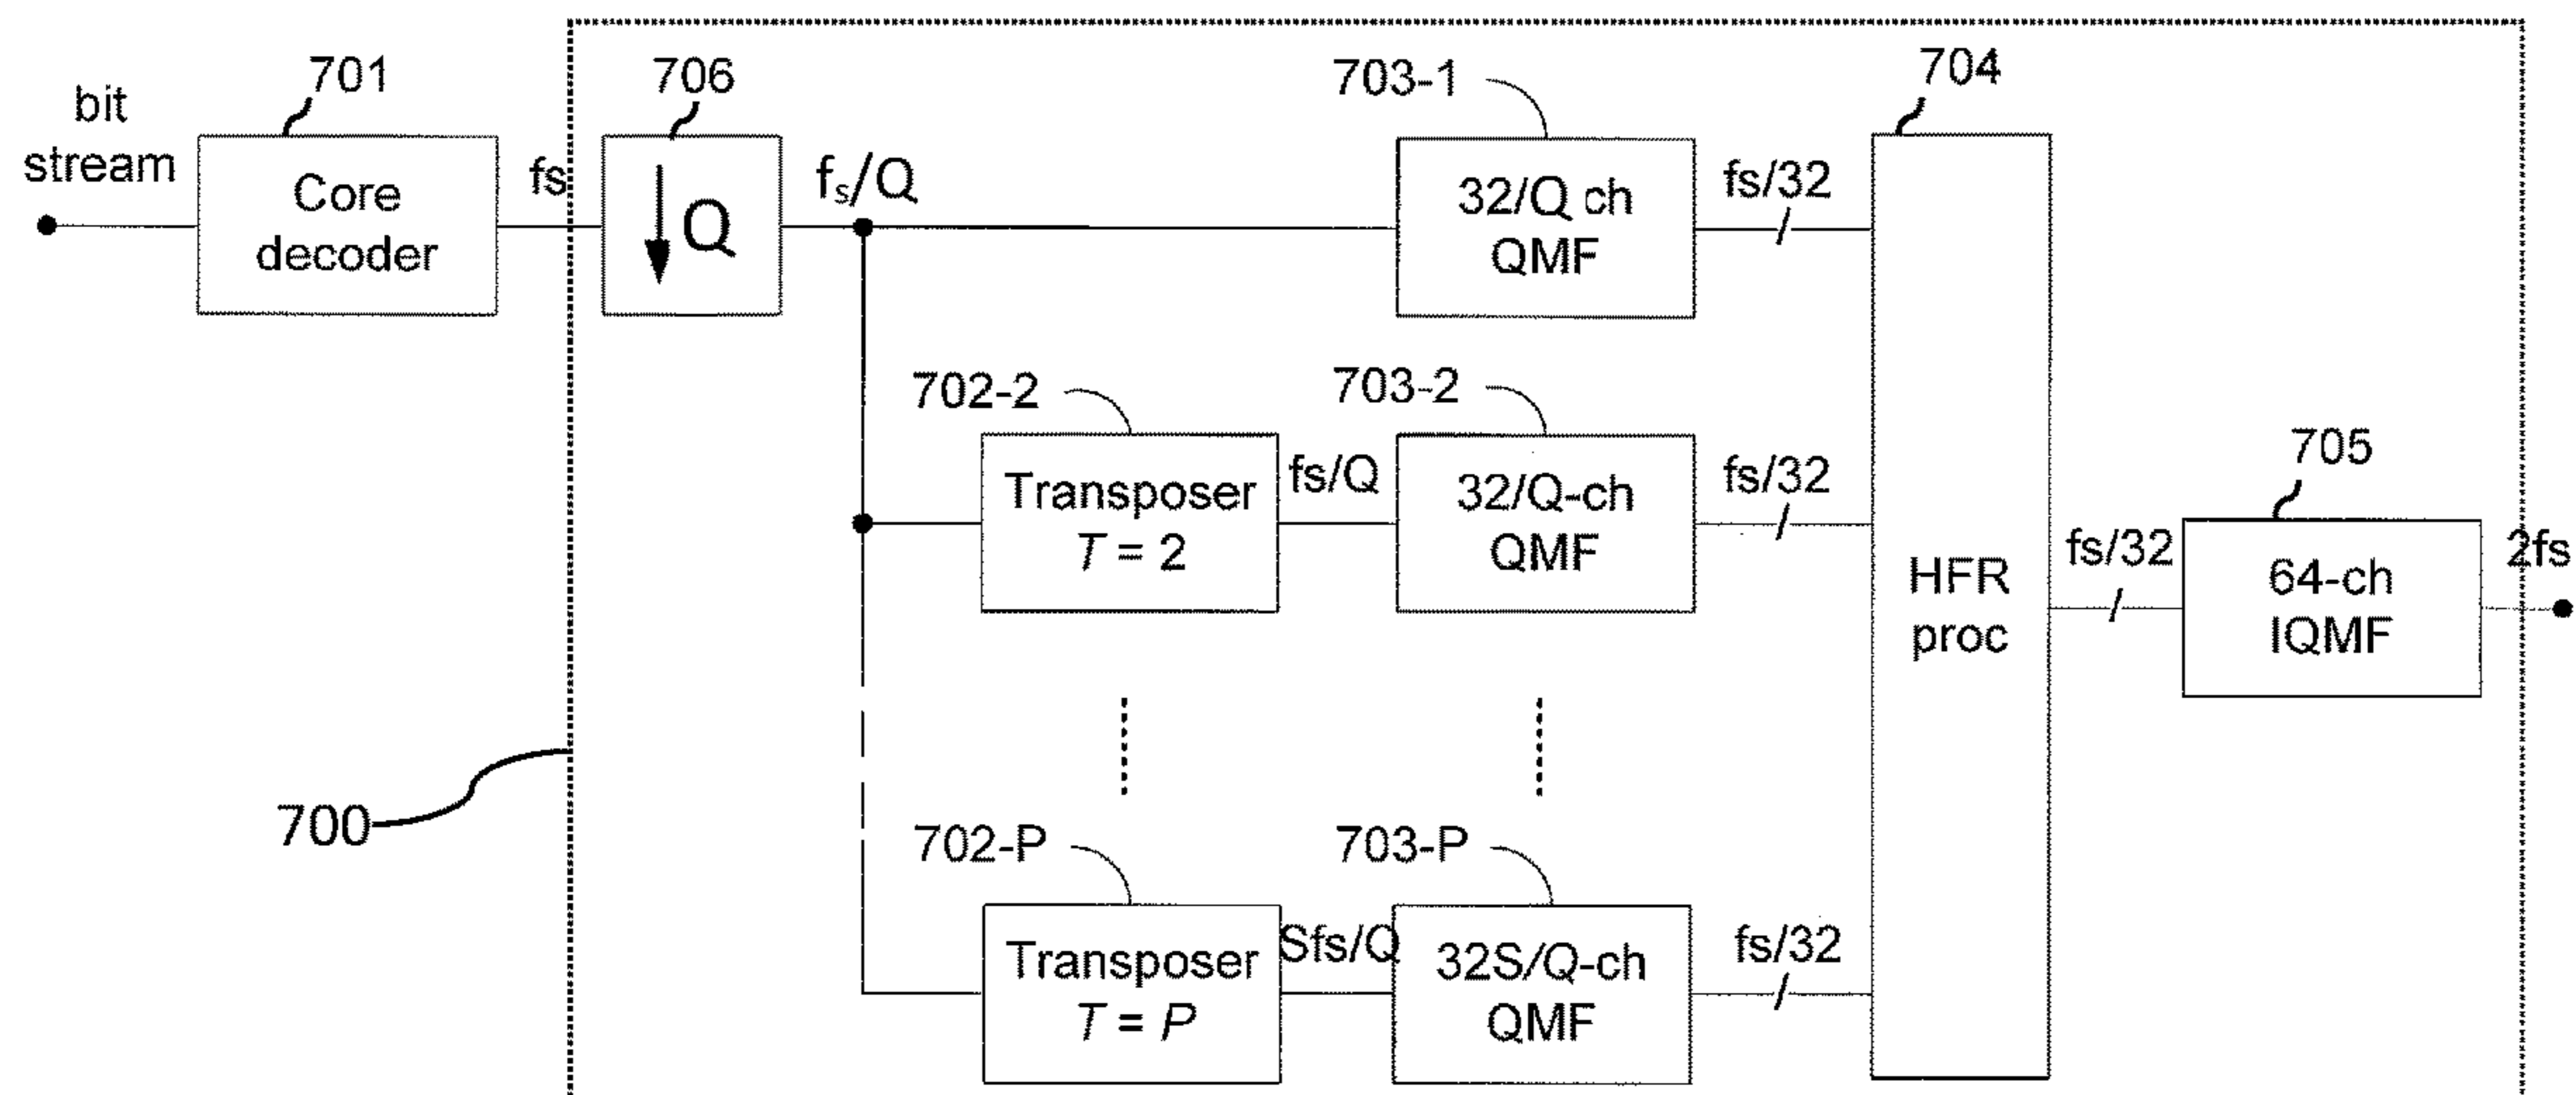 701
706
703-1
704
bit
stream
Core
decoder
fs
Q
fs/Q
32/Q ch
QMF
fs/32
702-2
703-2
705
Transposer
T = 2
fs/Q
32/Q-ch
QMF
fs/32
HFR
proc
fs/32
64-ch
IQMF
2fs
700
702-P
703-P
Transposer
T = P
Sfs/Q
32S/Q-ch
QMF
fs/32